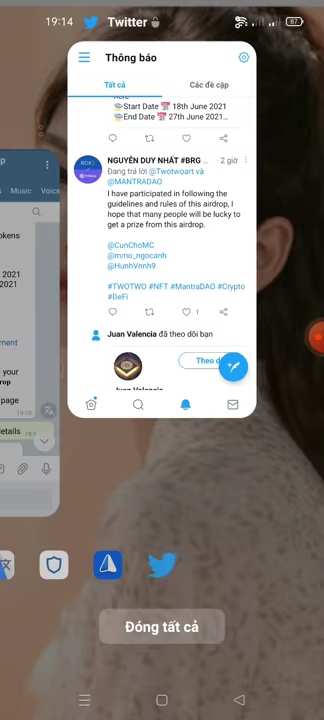 19:14 Twitter 87
Thông báo
Tất cả
Các đề cập
Start Date 18th June 2021
End Date 27th June 2021...
NGUYỄN DUY NHẤT #BRG ... · 2 giờ
Đang trả lời @Twotwoart và
@MANTRADAO
I have participated in following the
guidelines and rules of this airdrop, I
hope that many people will be lucky to
get a prize from this airdrop.
@CunChoMC
@mmo_ngocanh
@HunhVnnh9
#TWOTWO #NFT #MantraDAO #Crypto
#DeFi
1
Juan Valencia đã theo dõi bạn
Theo d
Music Voice
okens
2021
2021
ment
your
rop
page
19:10
etails
Đóng tất cả